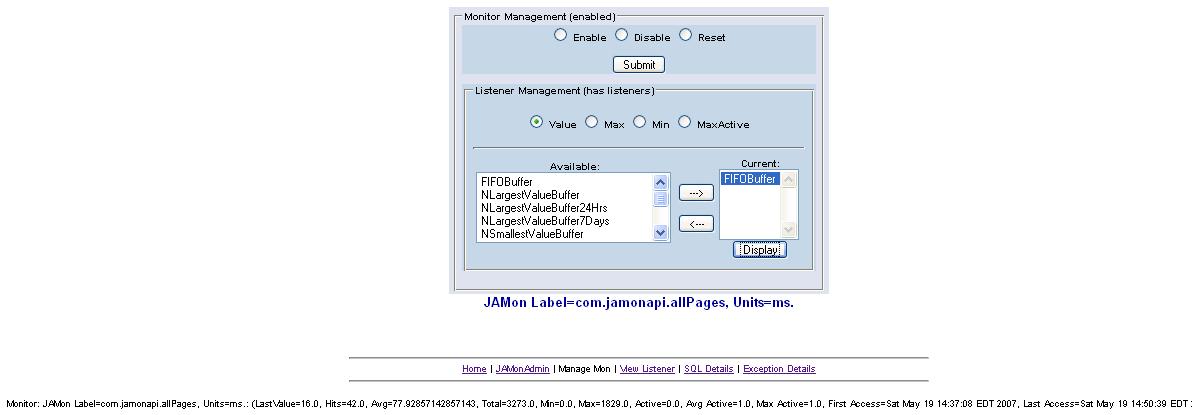 Monitor Management (enabled)
Enable Disable Reset
Submit
Listener Management (has listeners)
Value Max Min MaxActive
Available:
FIFOBuffer
NLargestValueBuffer
NLargestValueBuffer24Hrs
NLargestValueBuffer7Days
NSmallestValueBuffer
--->
<---
Current:
FIFOBuffer
Display
JAMon Label=com.jamonapi.allPages, Units=ms.
Home | JAMonAdmin | Manage Mon | View Listener | SQL Details | Exception Details
Monitor: JAMon Label=com.jamonapi.allPages, Units=ms.: (LastValue=16.0, Hits=42.0, Avg=77.92857142857143, Total=3273.0, Min=0.0, Max=1829.0, Active=0.0, Avg Active=1.0, Max Active=1.0, First Access=Sat May 19 14:37:08 EDT 2007, Last Access=Sat May 19 14:50:39 EDT